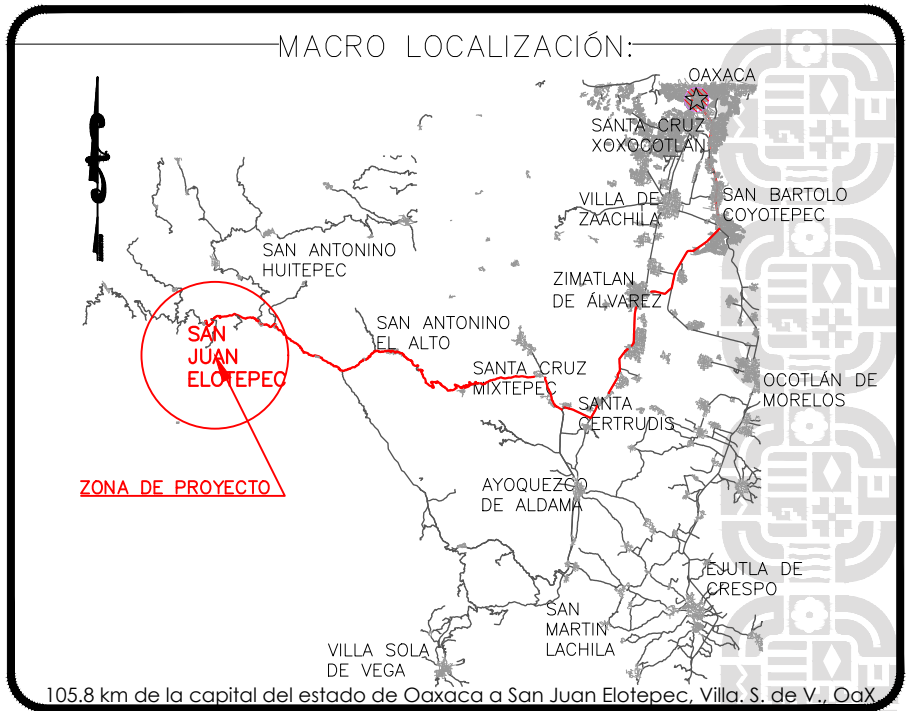 MACRO LOCALIZACIÓN:
OAXACA
SANTA CRUZ
XOXOCOTLÁN
SAN BARTOLO
COYOTEPEC
VILLA DE
ZAACHILA
SAN ANTONINO
HUITEPEC
ZIMATLAN
DE ÁLVAREZ
SAN ANTONINO
EL ALTO
SAN
JUAN
ELOTEPEC
SANTA CRUZ
MIXTEPEC
OCOTLÁN DE
MORELOS
SANTA
GERTRUDIS
ZONA DE PROYECTO
AYOQUEZCO
DE ALDAMA
EJUTLA DE
CRESPO
SAN
MARTIN
LACHILA
VILLA SOLA
DE VEGA
105.8 km de la capital del estado de Oaxaca a San Juan Elotepec, Villa. S. de V., OaX.